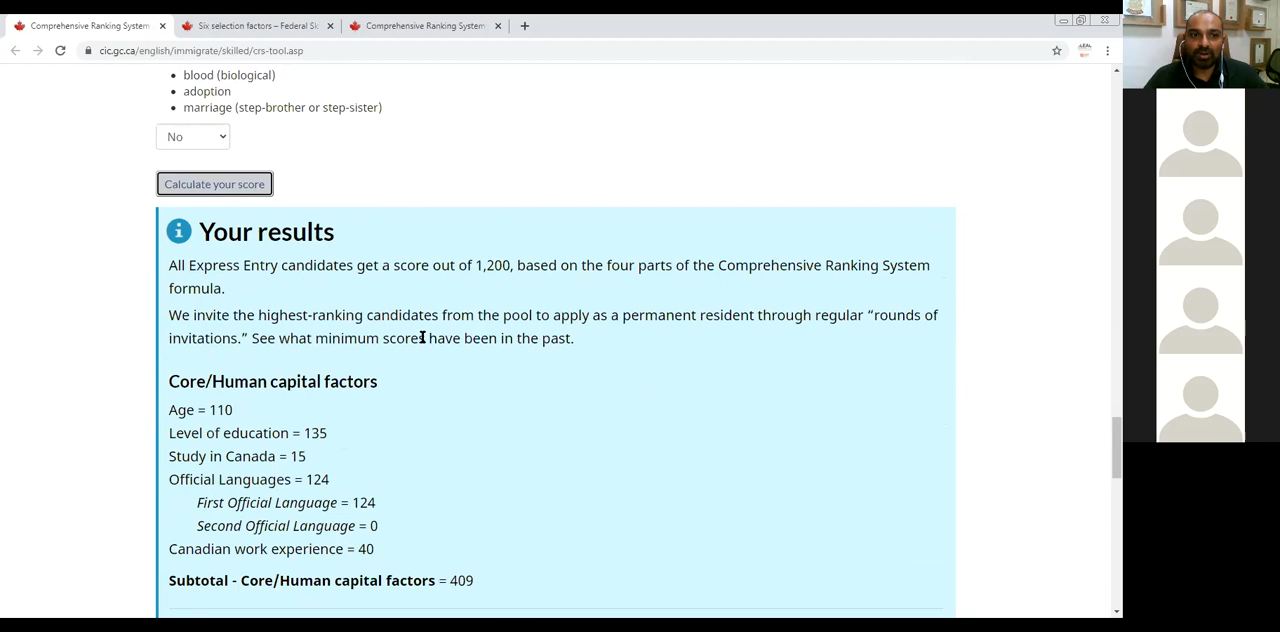 Comprehensive Ranking System
Six selection factors – Federal Sk
Comprehensive Ranking System
cic.gc.ca/english/immigrate/skilled/crs-tool.asp
• blood (biological)
• adoption
• marriage (step-brother or step-sister)
No
Calculate your score
Your results
All Express Entry candidates get a score out of 1,200, based on the four parts of the Comprehensive Ranking System
formula.
We invite the highest-ranking candidates from the pool to apply as a permanent resident through regular “rounds of
invitations.” See what minimum scores have been in the past.
Core/Human capital factors
Age = 110
Level of education = 135
Study in Canada = 15
Official Languages = 124
First Official Language = 124
Second Official Language = 0
Canadian work experience = 40
Subtotal - Core/Human capital factors = 409